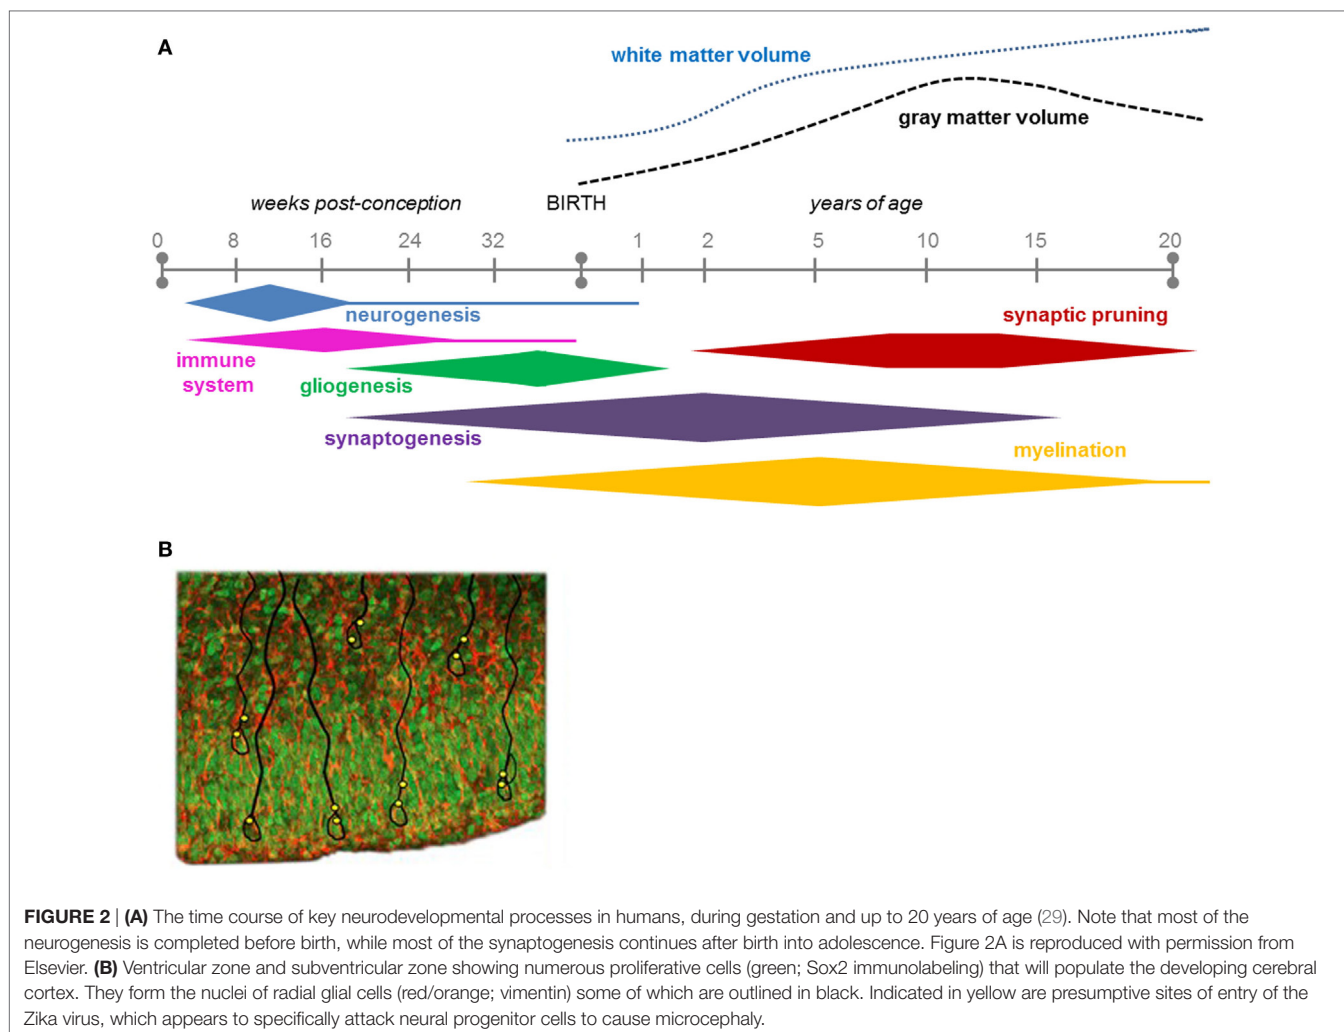 A
white matter volume
gray matter volume
weeks post-conception BIRTH years of age
0 8 16 24 32 1 2 5 10 15 20
neurogenesis
synaptic pruning
immune
system
gliogenesis
synaptogenesis
myelination
B
FIGURE 2 | (A) The time course of key neurodevelopmental processes in humans, during gestation and up to 20 years of age (29). Note that most of the
neurogenesis is completed before birth, while most of the synaptogenesis continues after birth into adolescence. Figure 2A is reproduced with permission from
Elsevier. (B) Ventricular zone and subventricular zone showing numerous proliferative cells (green; Sox2 immunolabeling) that will populate the developing cerebral
cortex. They form the nuclei of radial glial cells (red/orange; vimentin) some of which are outlined in black. Indicated in yellow are presumptive sites of entry of the
Zika virus, which appears to specifically attack neural progenitor cells to cause microcephaly.